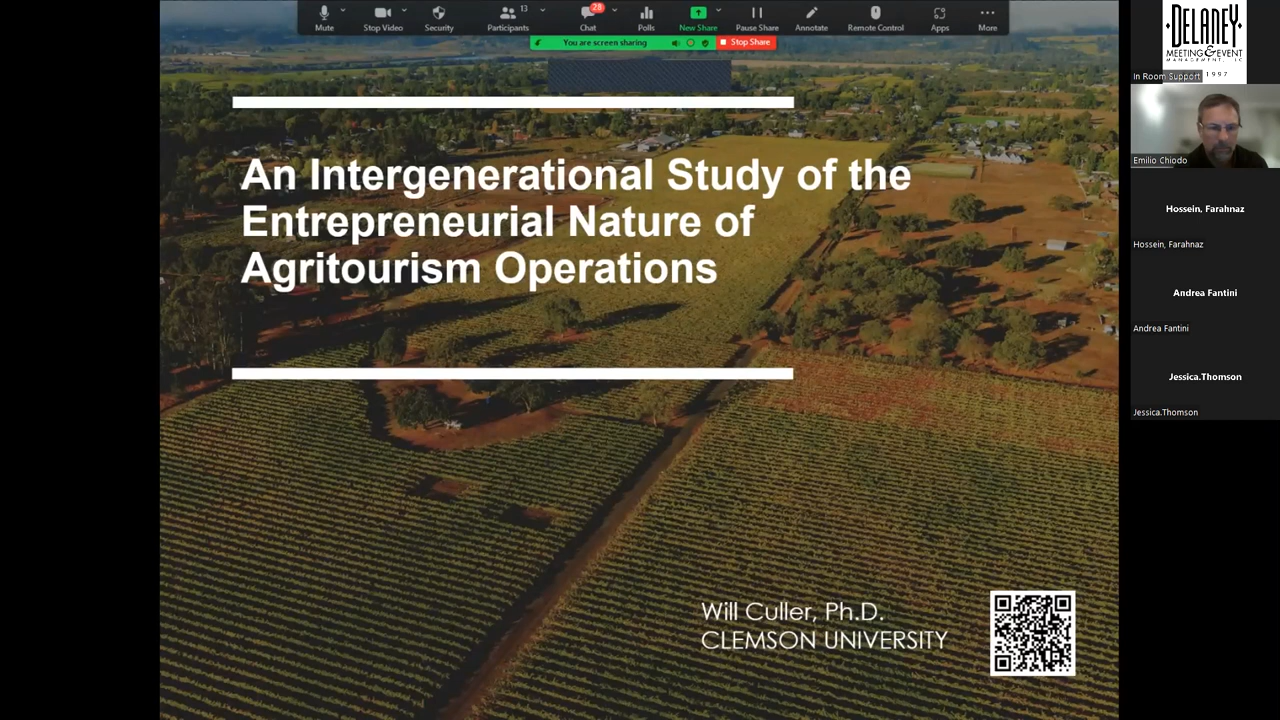 13
28
Mute
Stop Video
Security
Participants
Chat
Polls
New Share
Pause Share
Annotate
Remote Control
Apps
More
You are screen sharing
Stop Share
An Intergenerational Study of the
Entrepreneurial Nature of
Agritourism Operations
Will Culler, Ph.D.
CLEMSON UNIVERSITY
DELANEY
MEETING & EVENT
MANAGEMENT, LLC
1997
In Room Support
Emilio Chiodo
Hossein, Farahnaz
Hossein, Farahnaz
Andrea Fantini
Andrea Fantini
Jessica.Thomson
Jessica.Thomson